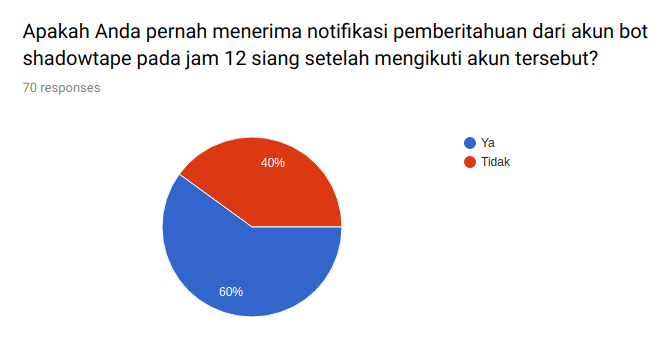 Apakah Anda pernah menerima notifikasi pemberitahuan dari akun bot
shadowtape pada jam 12 siang setelah mengikuti akun tersebut?
70 responses
Ya
Tidak
40%
60%